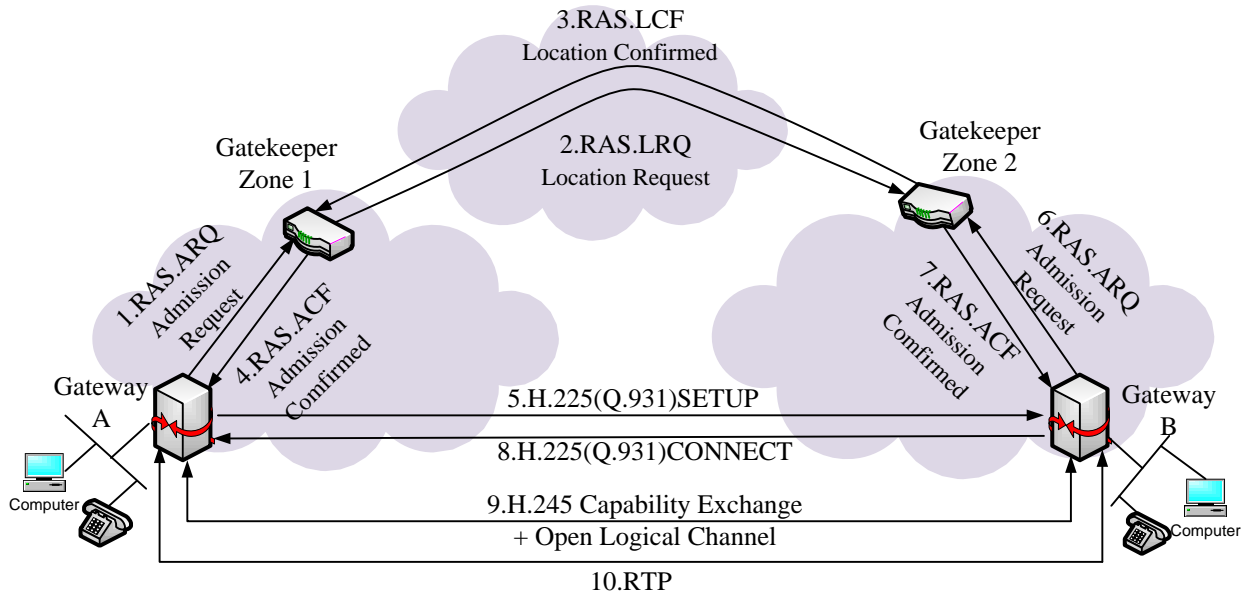 3.RAS.LCF
Location Confirmed
2.RAS.LRQ
Location Request
Gatekeeper
Zone 1
Gatekeeper
Zone 2
1.RAS.ARQ
Admission
Request
4.RAS.ACF
Admission
Comfirmed
6.RAS.ARQ
Admission
Request
7.RAS.ACF
Admission
Comfirmed
Gateway
A
Gateway
B
5.H.225(Q.931)SETUP
8.H.225(Q.931)CONNECT
Computer
Computer
9.H.245 Capability Exchange
+ Open Logical Channel
10.RTP